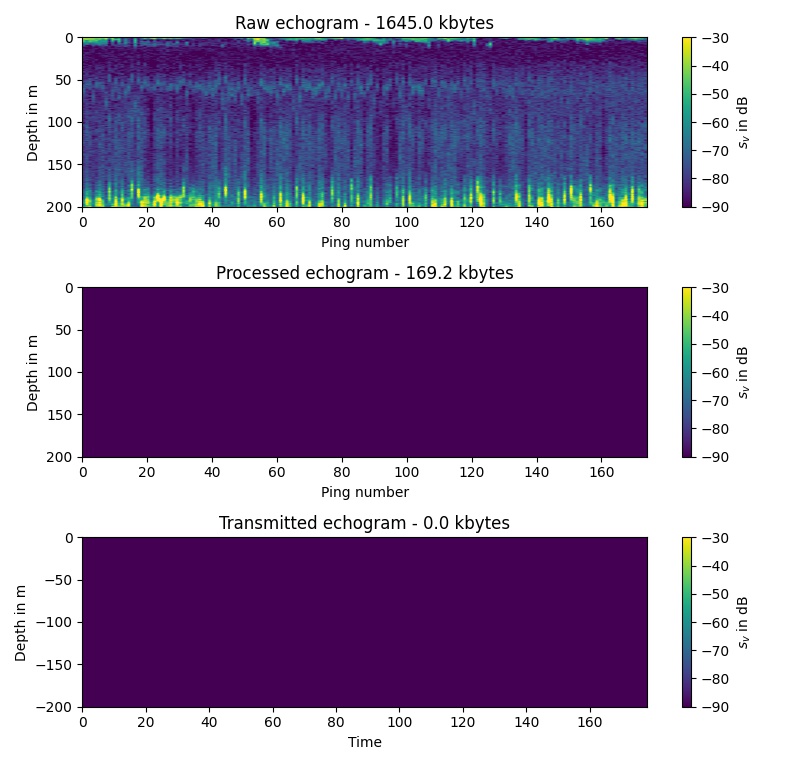 Raw echogram - 1645.0 kbytes
0
50
100
150
200
Depth in m
0 20 40 60 80 100 120 140 160
Ping number
−30
−40
−50
−60
−70
−80
−90
sv in dB
Processed echogram - 169.2 kbytes
0
50
100
150
200
Depth in m
0 20 40 60 80 100 120 140 160
Ping number
−30
−40
−50
−60
−70
−80
−90
sv in dB
Transmitted echogram - 0.0 kbytes
0
−50
−100
−150
−200
Depth in m
0 20 40 60 80 100 120 140 160
Time
−30
−40
−50
−60
−70
−80
−90
sv in dB